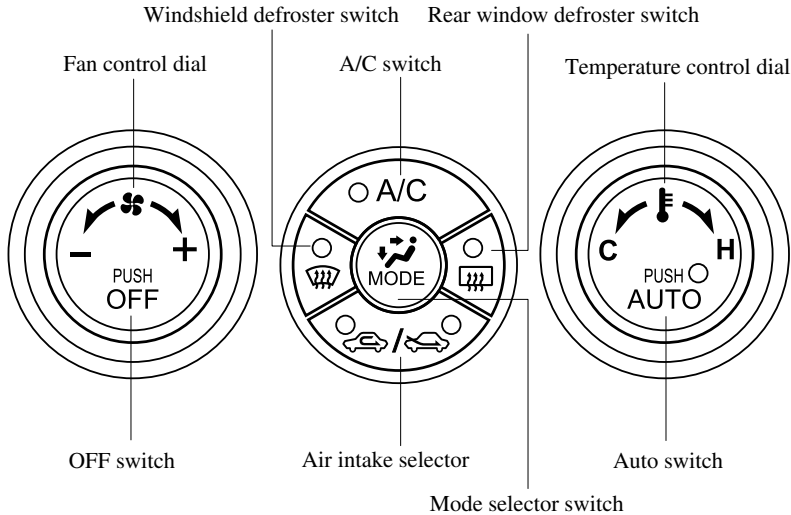 Windshield defroster switch
Rear window defroster switch
Fan control dial
A/C switch
Temperature control dial
A/C
– +
PUSH
OFF
MODE
C H
PUSH
AUTO
/
OFF switch
Air intake selector
Auto switch
Mode selector switch